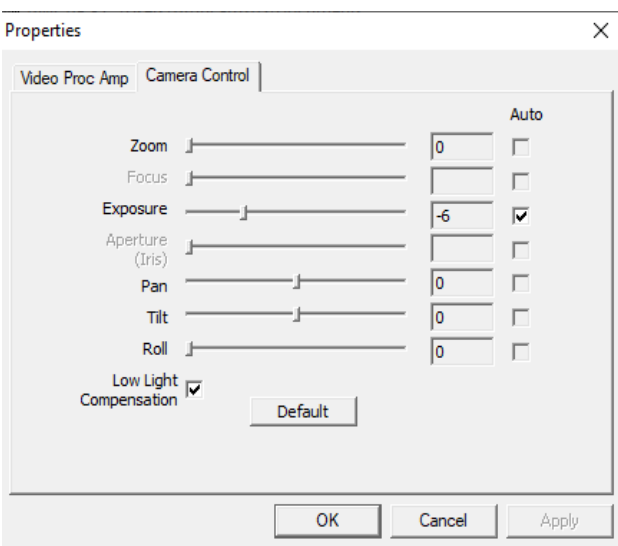 Properties
Video Proc Amp
Camera Control
Auto
Zoom
0
Focus
Exposure
-6
Aperture
(Iris)
Pan
0
Tilt
0
Roll
0
Low Light
Compensation
Default
OK
Cancel
Apply